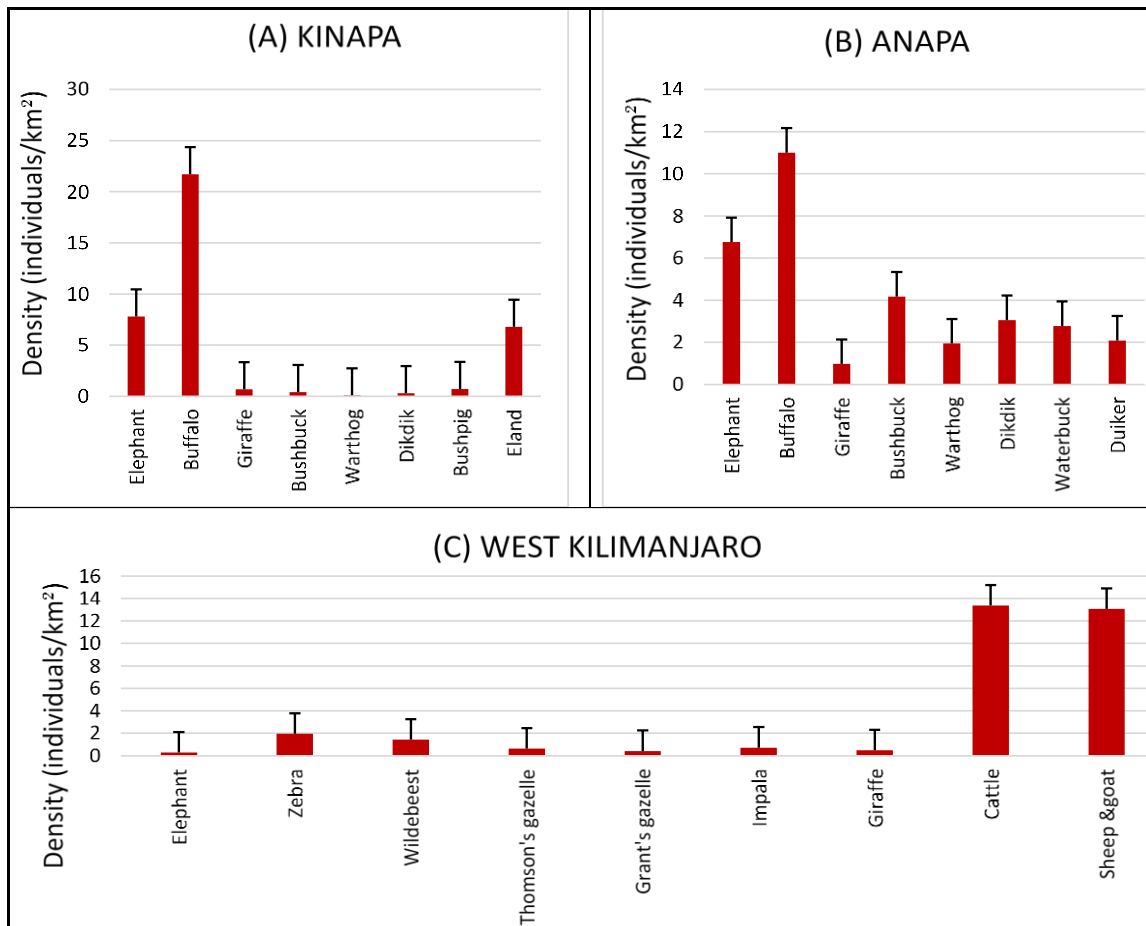 (A) KINAPA
Density (individuals/km²)
30
25
20
15
10
5
0
Elephant
Buffalo
Giraffe
Bushbuck
Warthog
Dikdik
Bushpig
Eland
(B) ANAPA
Density (individuals/km²)
14
12
10
8
6
4
2
0
Elephant
Buffalo
Giraffe
Bushbuck
Warthog
Dikdik
Waterbuck
Duiker
(C) WEST KILIMANJARO
Density (individuals/km²)
16
14
12
10
8
6
4
2
0
Elephant
Zebra
Wildebeest
Thomson's gazelle
Grant's gazelle
Impala
Giraffe
Cattle
Sheep &goat